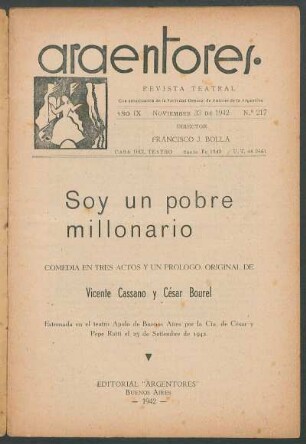 argentores.
REVISTA TEATRAL
AÑO IX NOVIEMBRE DE 1942 N.º 217
DIRECTOR:
FRANCISCO J. BOLLA
CASA DEL TEATRO
Soy un pobre
millonario
COMEDIA EN TRES ACTOS Y UN PROLOGO ORIGINAL DE
Vicente Cassano y César Bourel
Estrenada en el teatro Apolo de Buenos Aires por la Cía. de César y
Pepe Ratti el 25 de Setiembre de 1942
EDITORIAL "ARGENTORES"
BUENOS AIRES
— 1942 —